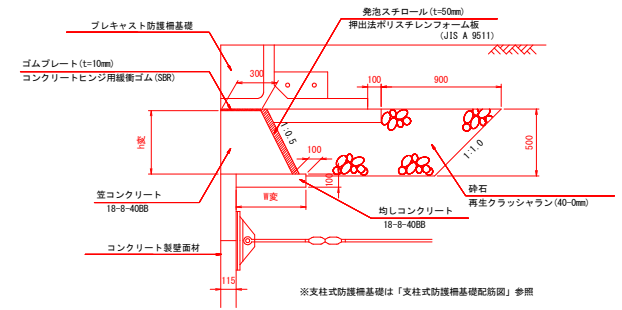 発泡スチロール(t=50mm)
押出法ポリスチレンフォーム板
(JIS A 9511)
プレキャスト防護柵基礎
ゴムプレート(t=10mm)
コンクリートヒンジ用緩衝ゴム(SBR)
300
100
900
1:0.5
1:1.0
500
h変
100
100
W変
笠コンクリート
18-8-40BB
均しコンクリート
18-8-40BB
砕石
再生クラッシャラン(40-0mm)
コンクリート製壁面材
115
※支柱式防護柵基礎は「支柱式防護柵基礎配筋図」参照